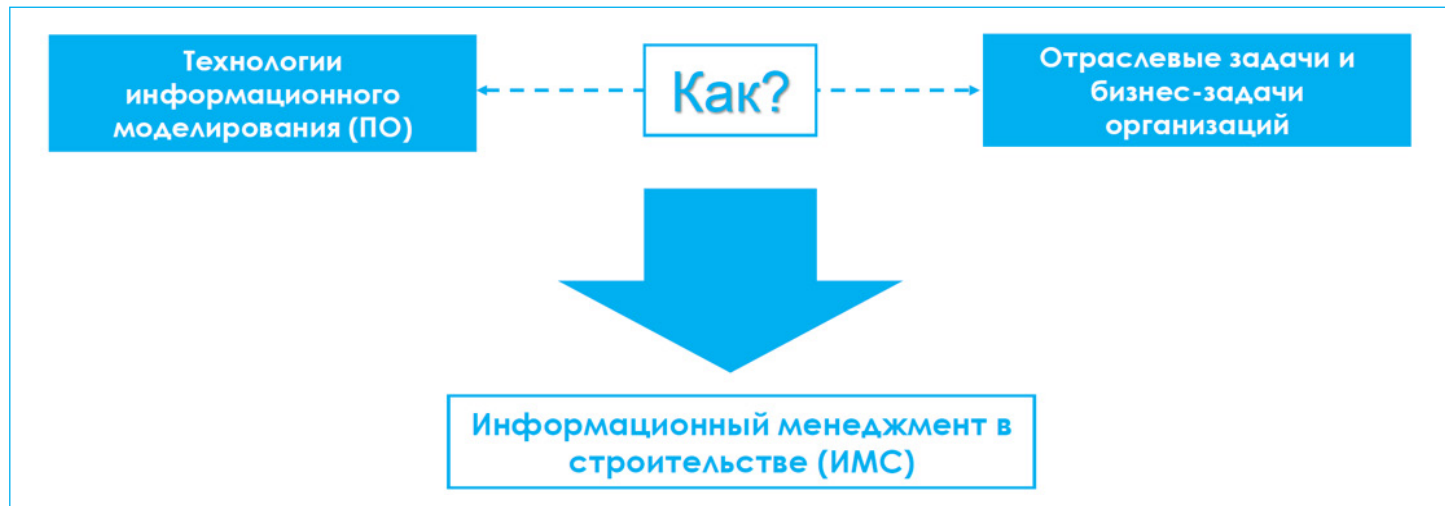 Технологии
информационного
моделирования (ПО)
Как?
Отраслевые задачи и
бизнес-задачи
организаций
Информационный менеджмент в
строительстве (ИМС)